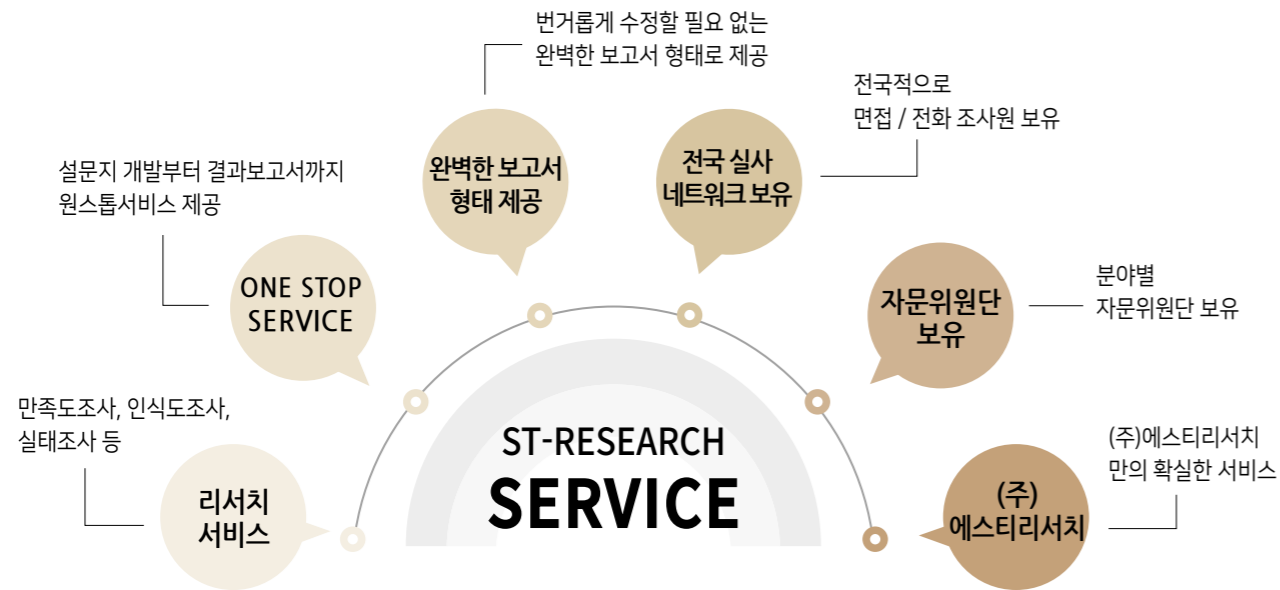 번거롭게 수정할 필요 없는
완벽한 보고서 형태로 제공
전국적으로
면접 / 전화 조사원 보유
완벽한 보고서
형태 제공
전국 실사
네트워크 보유
설문지 개발부터 결과보고서까지
원스톱서비스 제공
ONE STOP
SERVICE
자문위원단
보유
분야별
자문위원단 보유
만족도조사, 인식도조사,
실태조사 등
리서치
서비스
ST-RESEARCH
SERVICE
(주)
에스티리서치
(주)에스티리서치
만의 확실한 서비스